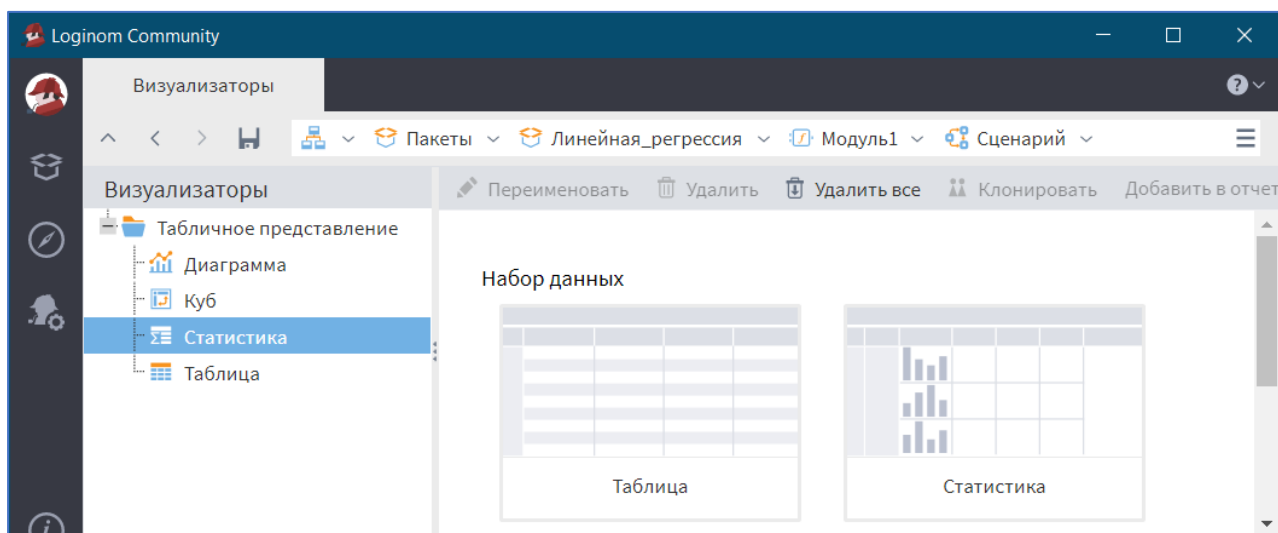 Loginom Community
Визуализаторы
Пакеты Линейная_регрессия Модуль1 Сценарий
Визуализаторы
Переименовать Удалить Удалить все Клонировать Добавить в отчет
Табличное представление
Диаграмма
Куб
Статистика
Таблица
Набор данных
Таблица Статистика